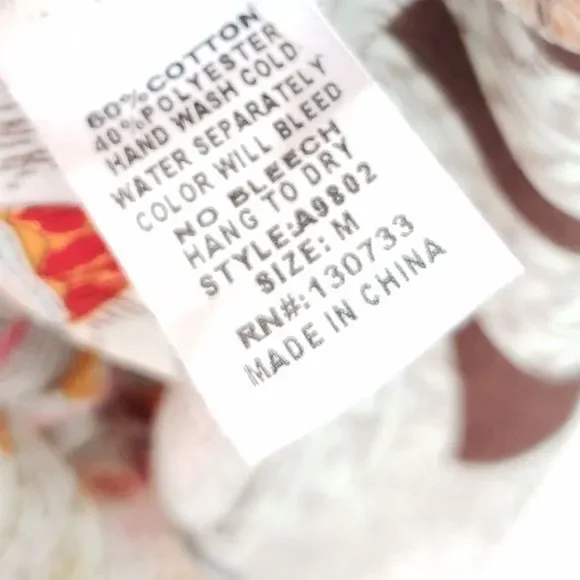 60%COTTON
40%POLYESTER
HAND WASH COLD
WATER SEPARATELY
COLOR WILL BLEED
NO BLEECH
HANG TO DRY
STYLE:A9802
SIZE: M
RN#:130733
MADE IN CHINA